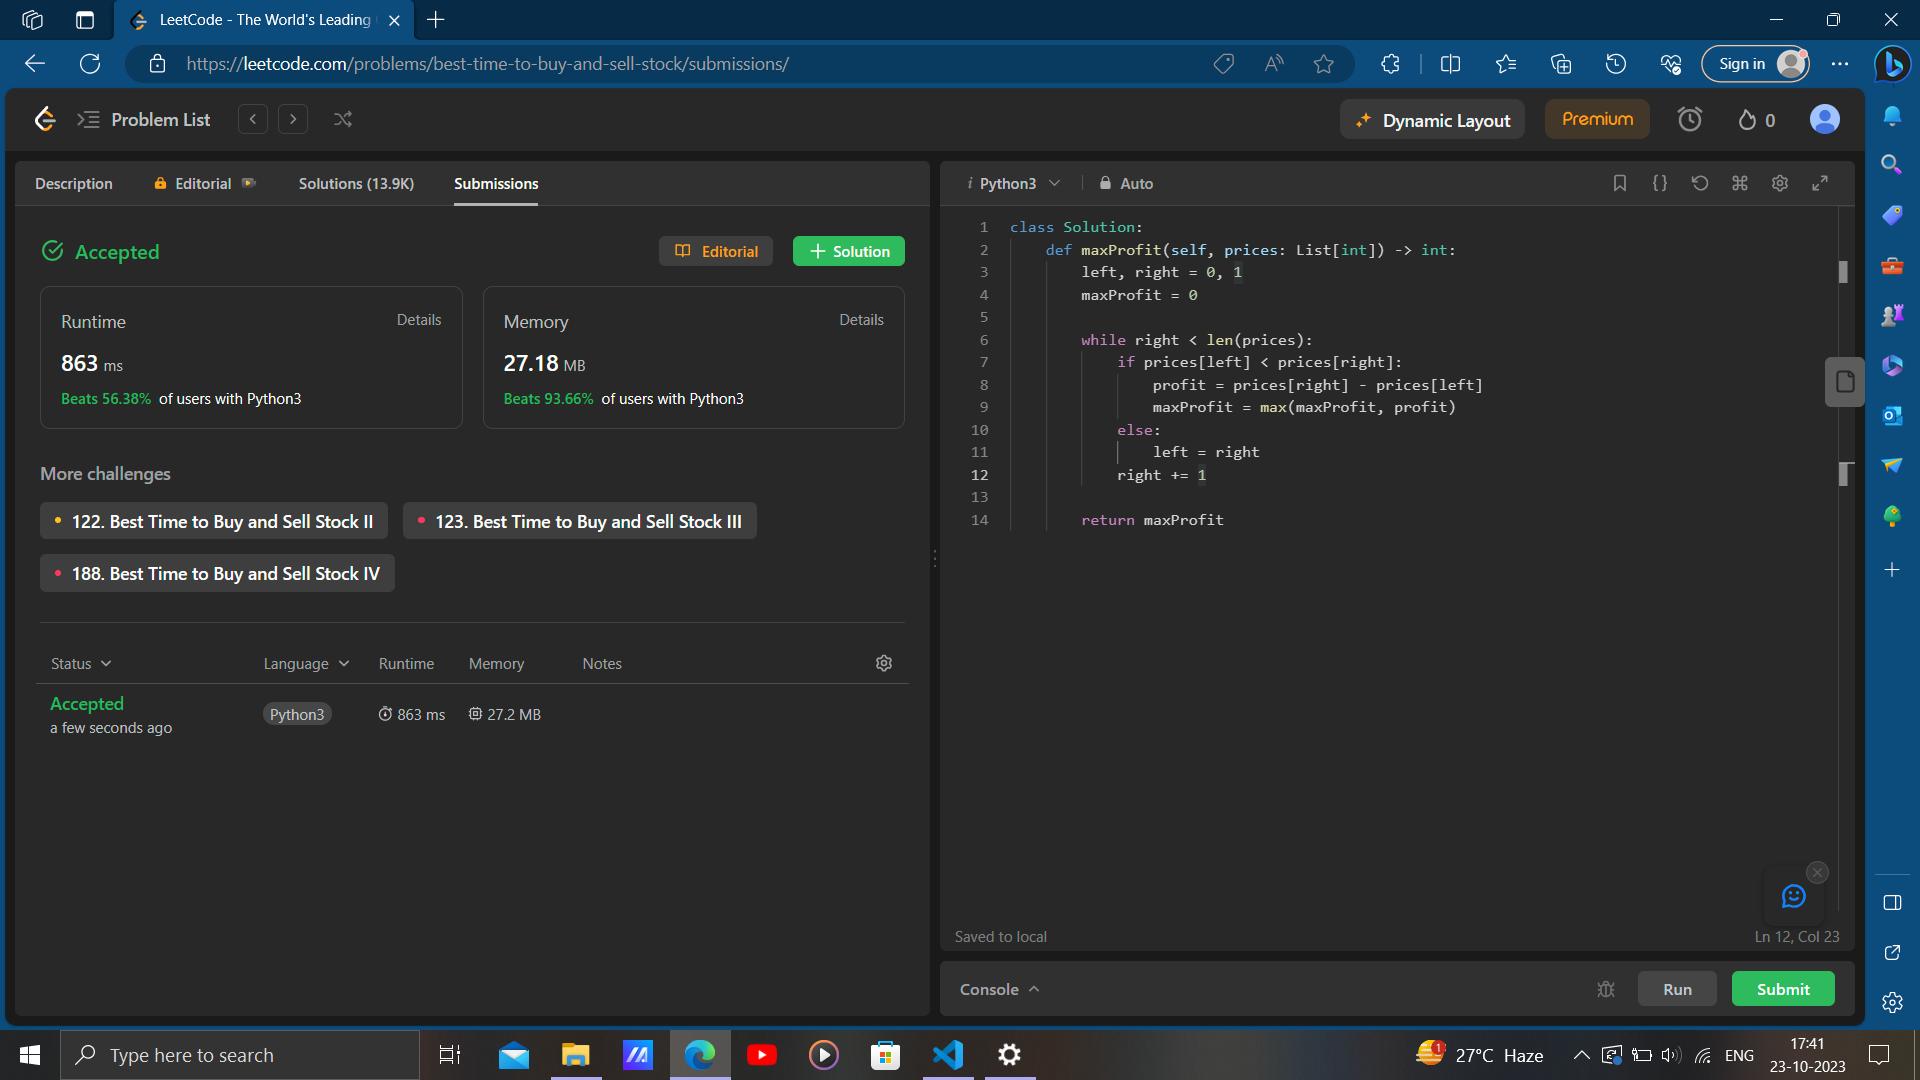 LeetCode - The World's Leading
https://leetcode.com/problems/best-time-to-buy-and-sell-stock/submissions/
Sign in
Problem List
Dynamic Layout
Premium
0
Description
Editorial
Solutions (13.9K)
Submissions
Accepted
Editorial
Solution
Runtime
Details
863 ms
Beats 56.38% of users with Python3
Memory
Details
27.18 MB
Beats 93.66% of users with Python3
More challenges
122. Best Time to Buy and Sell Stock II
123. Best Time to Buy and Sell Stock III
188. Best Time to Buy and Sell Stock IV
Status Language Runtime Memory Notes
Accepted
a few seconds ago
Python3
863 ms
27.2 MB
i Python3
Auto
1 class Solution:
2     def maxProfit(self, prices: List[int]) -> int:
3         left, right = 0, 1
4         maxProfit = 0
5
6         while right < len(prices):
7             if prices[left] < prices[right]:
8                 profit = prices[right] - prices[left]
9                 maxProfit = max(maxProfit, profit)
10             else:
11                 left = right
12             right += 1
13
14         return maxProfit
Saved to local
Ln 12, Col 23
Console
Run
Submit
Type here to search
1
27°C Haze
ENG
17:41
23-10-2023